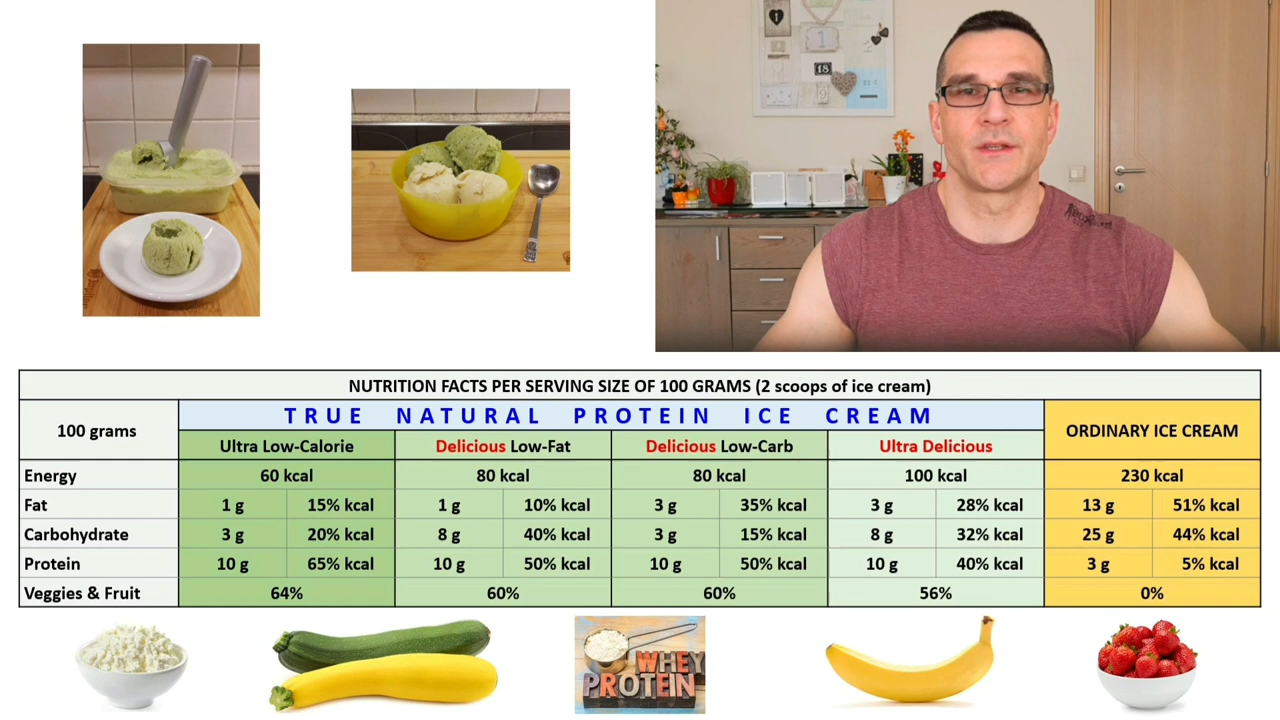 1
1
18
9
NUTRITION FACTS PER SERVING SIZE OF 100 GRAMS (2 scoops of ice cream)
100 grams
TRUE NATURAL PROTEIN ICE CREAM
ORDINARY ICE CREAM
Ultra Low-Calorie Delicious Low-Fat Delicious Low-Carb Ultra Delicious
Energy 60 kcal 80 kcal 80 kcal 100 kcal 230 kcal
Fat 1 g 15% kcal 1 g 10% kcal 3 g 35% kcal 3 g 28% kcal 13 g 51% kcal
Carbohydrate 3 g 20% kcal 8 g 40% kcal 3 g 15% kcal 8 g 32% kcal 25 g 44% kcal
Protein 10 g 65% kcal 10 g 50% kcal 10 g 50% kcal 10 g 40% kcal 3 g 5% kcal
Veggies & Fruit 64% 60% 60% 56% 0%
WHEY
PROTEIN